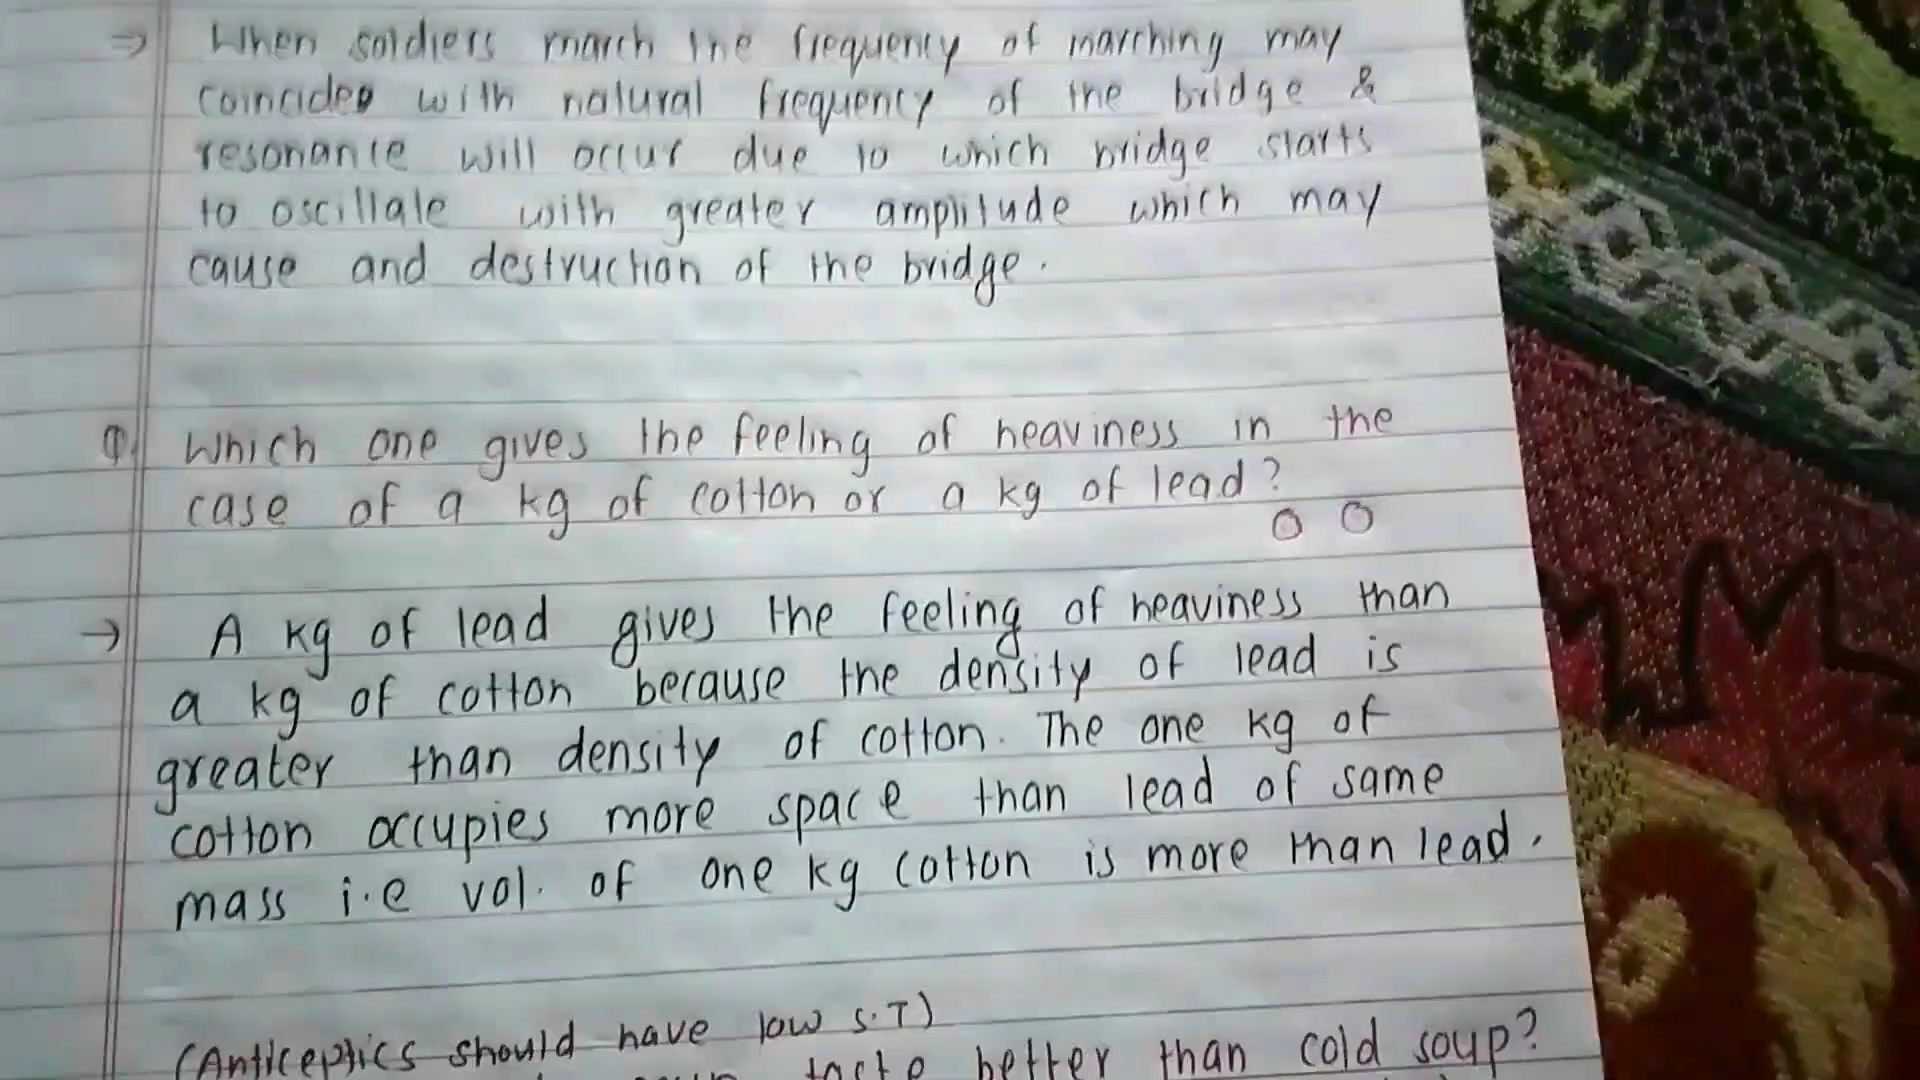 → When soldiers march the frequency of marching may
coincides with natural frequency of the bridge &
resonance will occur due to which bridge starts
to oscillate with greater amplitude which may
cause and destruction of the bridge.
Q. Which one gives the feeling of heaviness in the
case of a kg of cotton or a kg of lead?
→ A kg of lead gives the feeling of heaviness than
a kg of cotton because the density of lead is
greater than density of cotton. The one kg of
cotton occupies more space than lead of same
mass i.e vol. of one kg cotton is more than lead.
(Anticeptics should have low S.T)
taste better than cold soup?